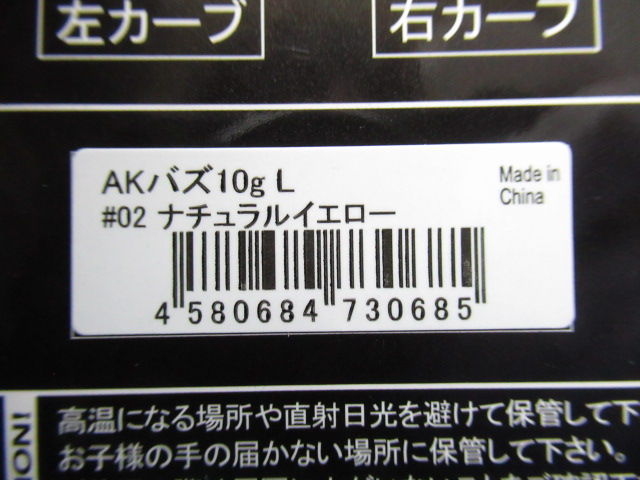 左カーブ
右カーブ
AKバズ10g L
Made in
China
#02 ナチュラルイエロー
4 580684 730685
高温になる場所や直射日光を避けて保管して下
お子様の手の届かない場所に保管して下さい。